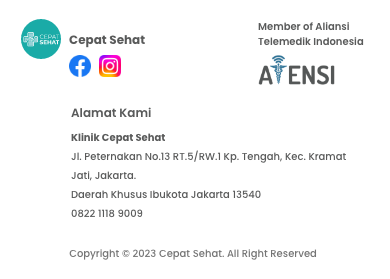 CEPAT
SEHAT
Cepat Sehat
Member of Aliansi
Telemedik Indonesia
ATENSI
Alamat Kami
Klinik Cepat Sehat
Jl. Peternakan No.13 RT.5/RW.1 Kp. Tengah, Kec. Kramat
Jati, Jakarta.
Daerah Khusus Ibukota Jakarta 13540
0822 1118 9009
Copyright © 2023 Cepat Sehat. All Right Reserved